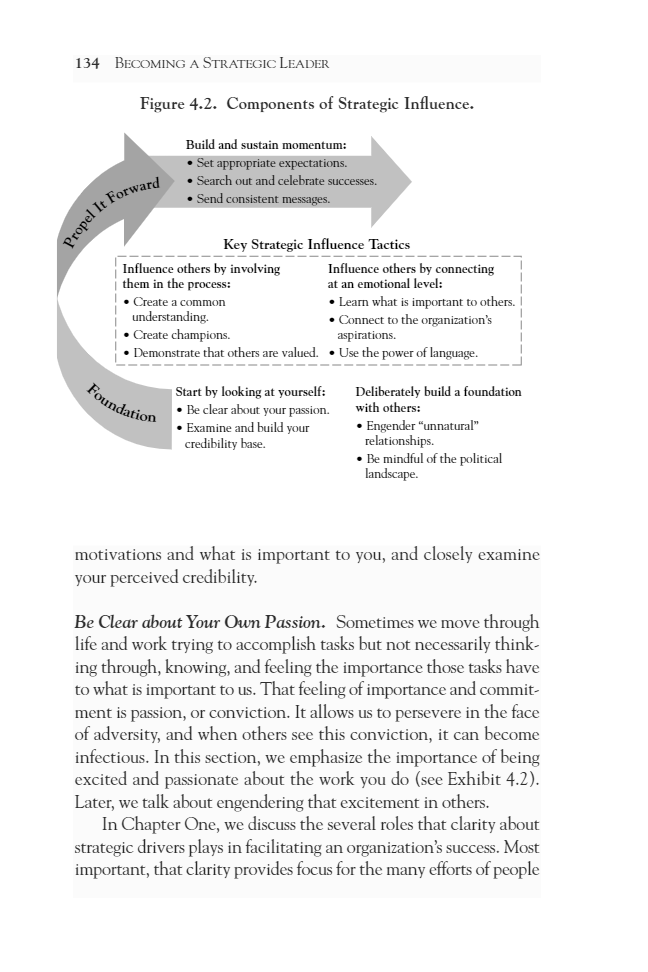 134 BECOMING A STRATEGIC LEADER
Figure 4.2. Components of Strategic Influence.
Build and sustain momentum:
• Set appropriate expectations.
• Search out and celebrate successes.
• Send consistent messages.
Propel It Forward
Key Strategic Influence Tactics
Influence others by involving
them in the process:
• Create a common
understanding.
• Create champions.
• Demonstrate that others are valued.
Influence others by connecting
at an emotional level:
• Learn what is important to others.
• Connect to the organization’s
aspirations.
• Use the power of language.
Foundation
Start by looking at yourself:
• Be clear about your passion.
• Examine and build your
credibility base.
Deliberately build a foundation
with others:
• Engender “unnatural”
relationships.
• Be mindful of the political
landscape.
motivations and what is important to you, and closely examine
your perceived credibility.
Be Clear about Your Own Passion. Sometimes we move through
life and work trying to accomplish tasks but not necessarily think-
ing through, knowing, and feeling the importance those tasks have
to what is important to us. That feeling of importance and commit-
ment is passion, or conviction. It allows us to persevere in the face
of adversity, and when others see this conviction, it can become
infectious. In this section, we emphasize the importance of being
excited and passionate about the work you do (see Exhibit 4.2).
Later, we talk about engendering that excitement in others.
In Chapter One, we discuss the several roles that clarity about
strategic drivers plays in facilitating an organization’s success. Most
important, that clarity provides focus for the many efforts of people